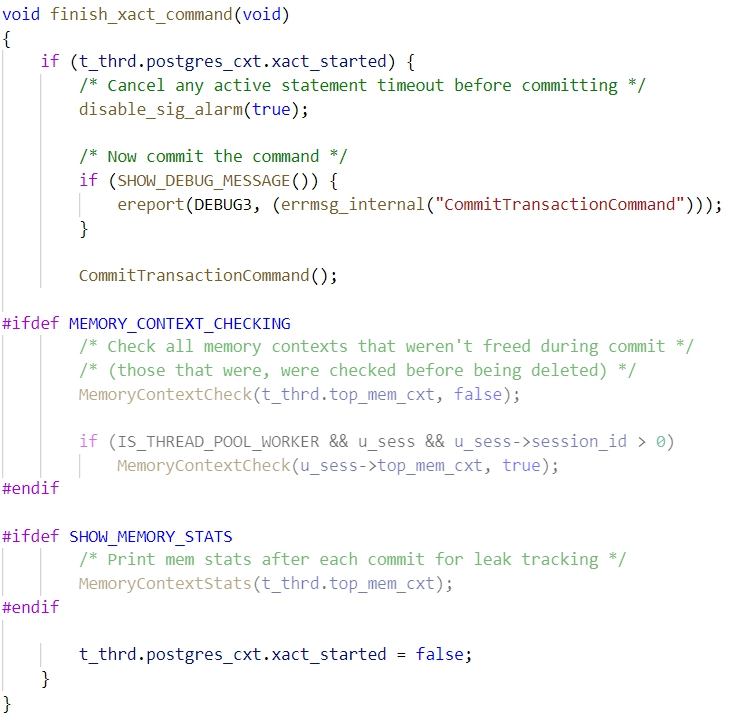 void finish_xact_command(void)
{
    if (t_thrd.postgres_cxt.xact_started) {
        /* Cancel any active statement timeout before committing */
        disable_sig_alarm(true);

        /* Now commit the command */
        if (SHOW_DEBUG_MESSAGE()) {
            ereport(DEBUG3, (errmsg_internal("CommitTransactionCommand")));
        }

        CommitTransactionCommand();

#ifdef MEMORY_CONTEXT_CHECKING
        /* Check all memory contexts that weren't freed during commit */
        /* (those that were, were checked before being deleted) */
        MemoryContextCheck(t_thrd.top_mem_cxt, false);

        if (IS_THREAD_POOL_WORKER && u_sess && u_sess->session_id > 0)
            MemoryContextCheck(u_sess->top_mem_cxt, true);
#endif

#ifdef SHOW_MEMORY_STATS
        /* Print mem stats after each commit for leak tracking */
        MemoryContextStats(t_thrd.top_mem_cxt);
#endif

        t_thrd.postgres_cxt.xact_started = false;
    }
}